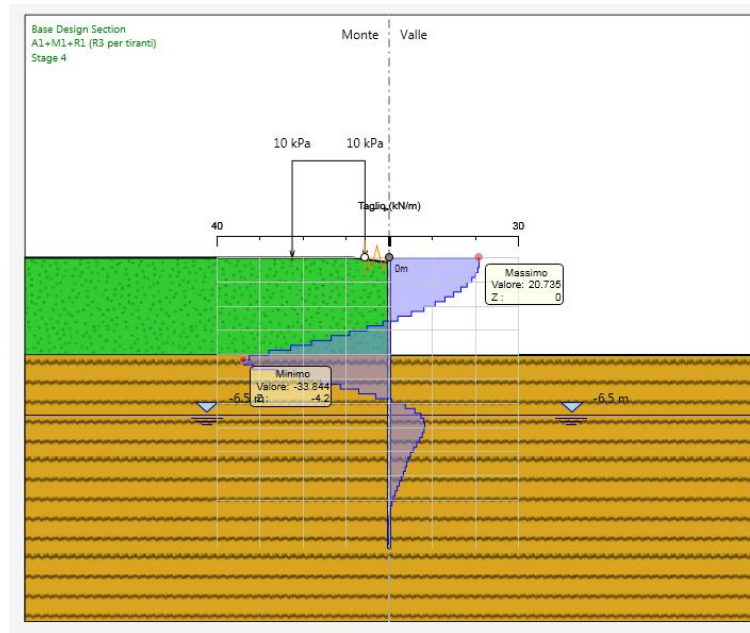 Base Design Section
A1+M1+R1 (R3 per tiranti)
Stage 4
Monte
Valle
10 kPa
10 kPa
Taglio (kN/m)
40
30
0m
Massimo
Valore: 20.735
Z : 0
Minimo
Valore: -33.844
Z : -4.2
-6.5 m
-6.5 m